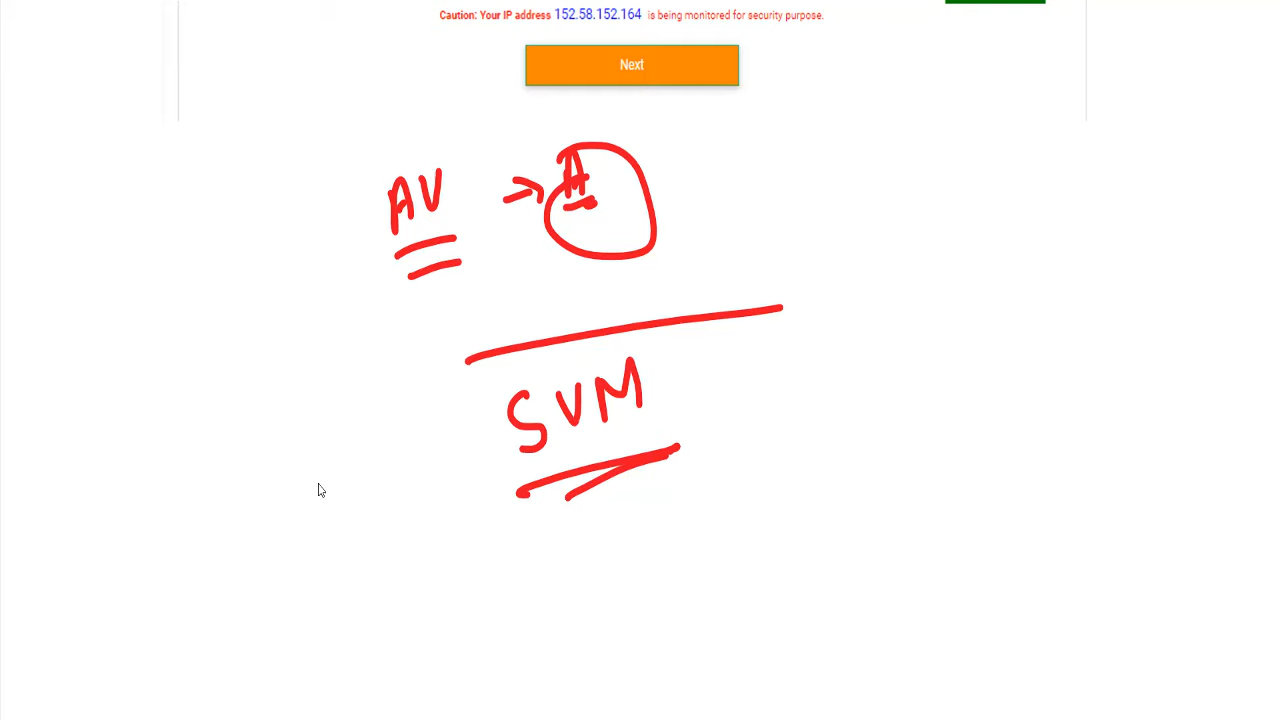 Caution: Your IP address 152.58.152.164 is being monitored for security purpose.
Next
AV → A
SVM